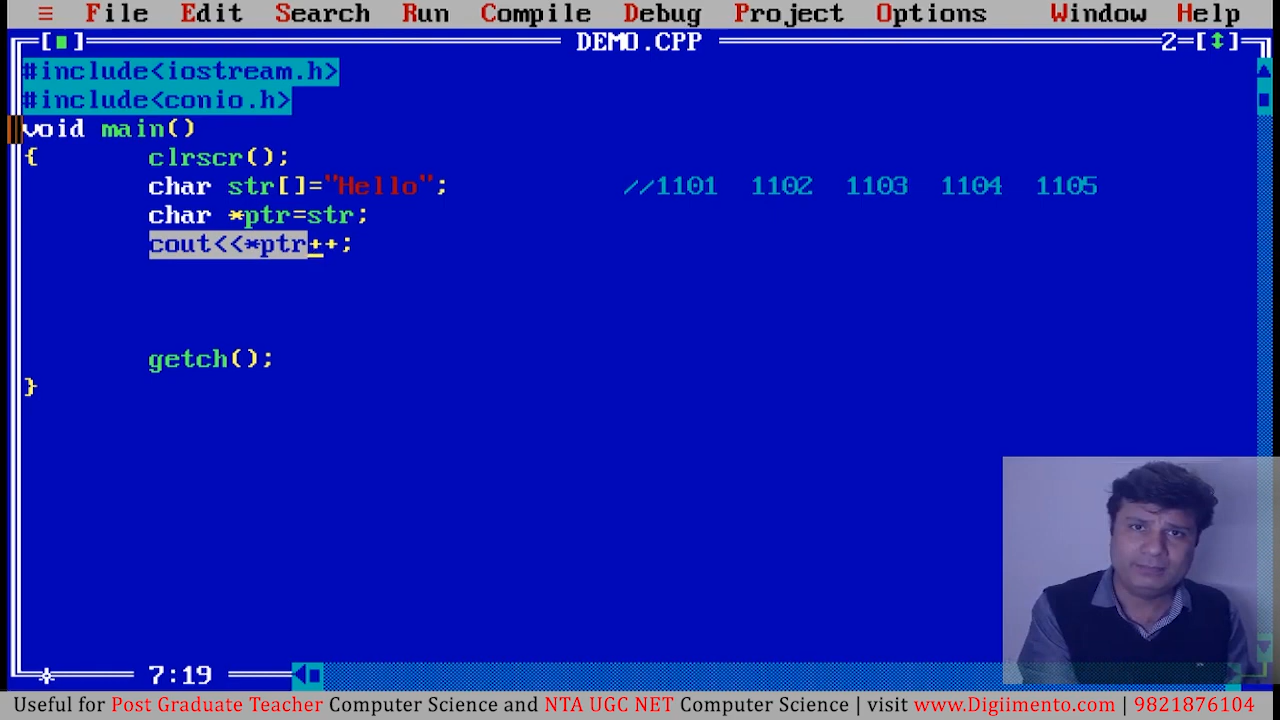 ≡ File Edit Search Run Compile Debug Project Options Window Help
[■] DEMO.CPP 2=[↕]
#include<iostream.h>
#include<conio.h>
void main()
{ clrscr();
char str[]="Hello"; //1101 1102 1103 1104 1105
char *ptr=str;
cout<<*ptr++;
getch();
}
7:19
Useful for Post Graduate Teacher Computer Science and NTA UGC NET Computer Science | visit www.Digiimento.com | 9821876104